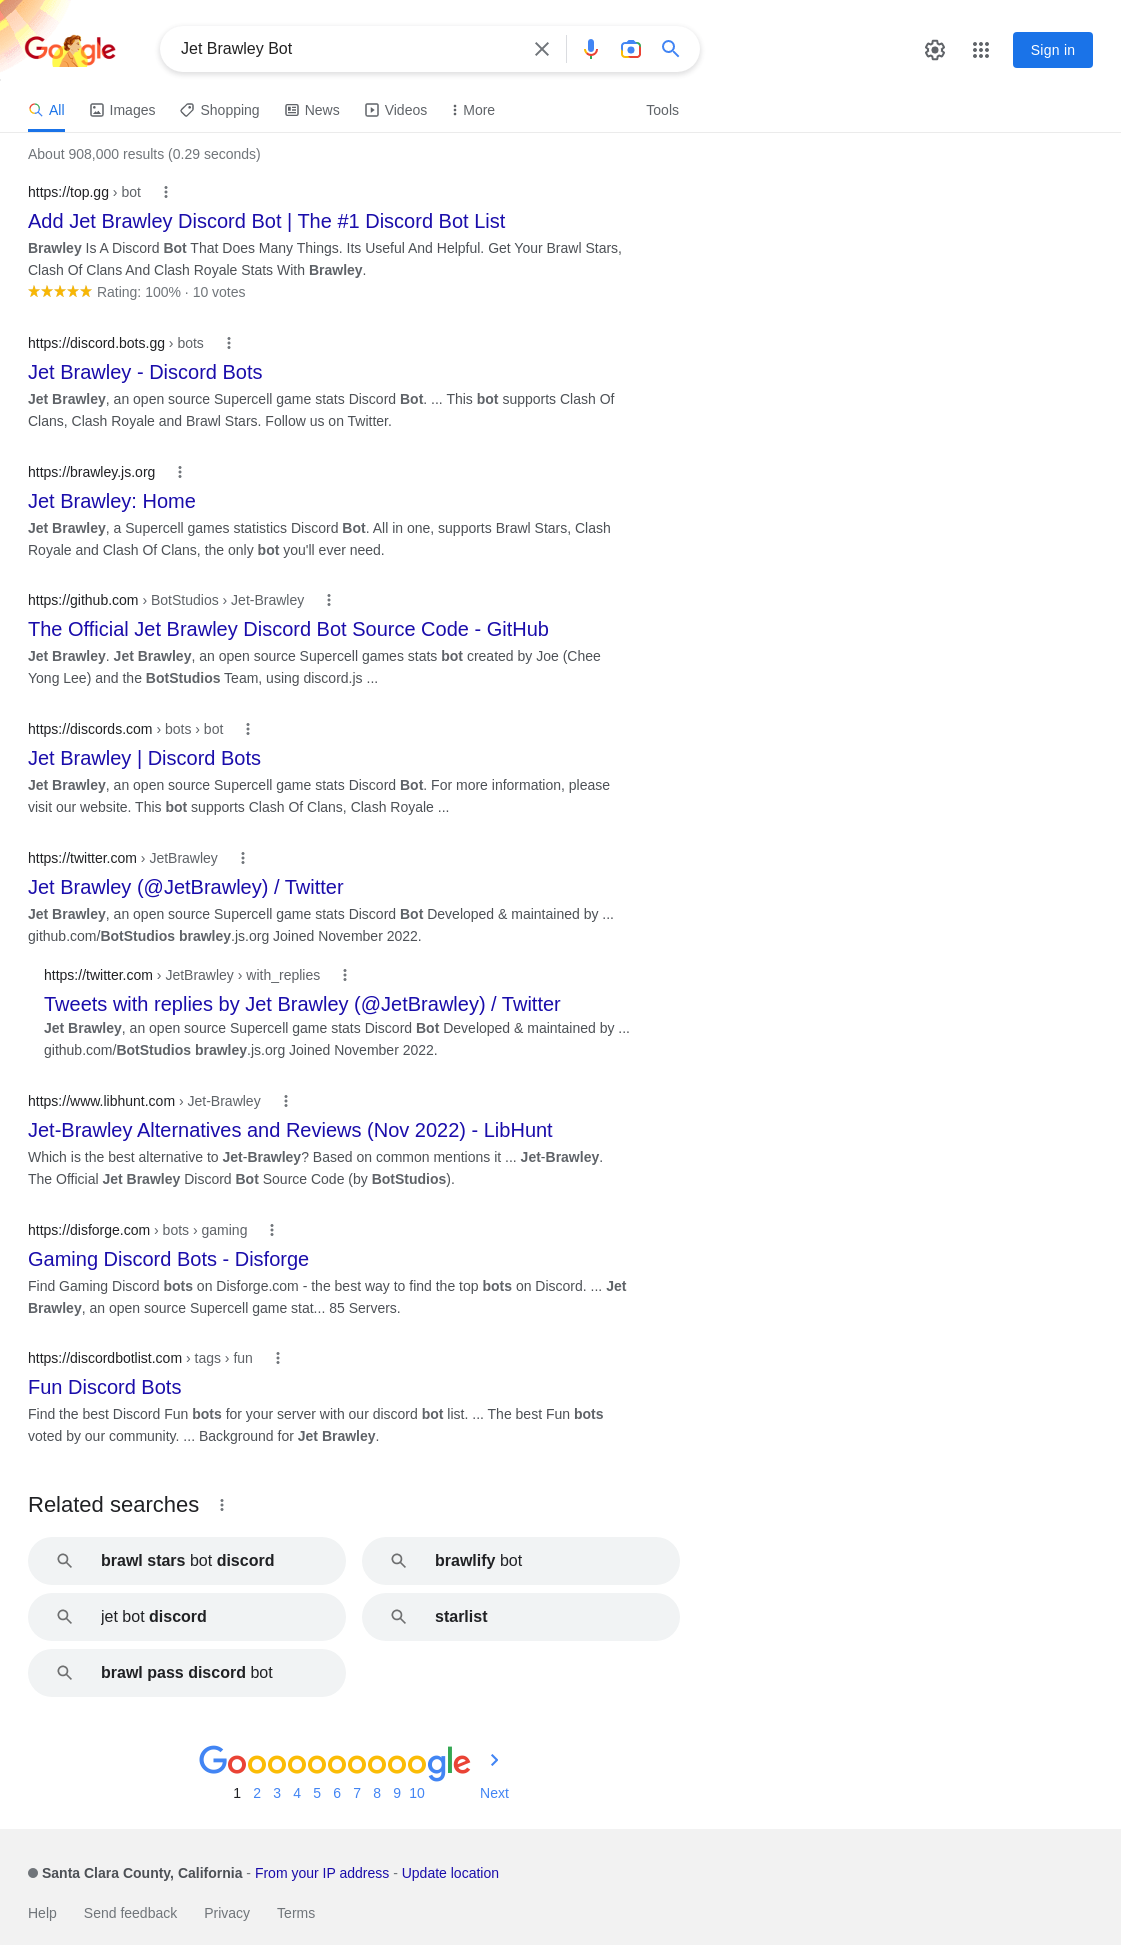 Google
Jet Brawley Bot
Sign in
All
Images
Shopping
News
Videos
More
Tools
About 908,000 results (0.29 seconds)
https://top.gg › bot
Add Jet Brawley Discord Bot | The #1 Discord Bot List
Brawley Is A Discord Bot That Does Many Things. Its Useful And Helpful. Get Your Brawl Stars,
Clash Of Clans And Clash Royale Stats With Brawley.
Rating: 100% · 10 votes
https://discord.bots.gg › bots
Jet Brawley - Discord Bots
Jet Brawley, an open source Supercell game stats Discord Bot. ... This bot supports Clash Of
Clans, Clash Royale and Brawl Stars. Follow us on Twitter.
https://brawley.js.org
Jet Brawley: Home
Jet Brawley, a Supercell games statistics Discord Bot. All in one, supports Brawl Stars, Clash
Royale and Clash Of Clans, the only bot you'll ever need.
https://github.com › BotStudios › Jet-Brawley
The Official Jet Brawley Discord Bot Source Code - GitHub
Jet Brawley. Jet Brawley, an open source Supercell games stats bot created by Joe (Chee
Yong Lee) and the BotStudios Team, using discord.js ...
https://discords.com › bots › bot
Jet Brawley | Discord Bots
Jet Brawley, an open source Supercell game stats Discord Bot. For more information, please
visit our website. This bot supports Clash Of Clans, Clash Royale ...
https://twitter.com › JetBrawley
Jet Brawley (@JetBrawley) / Twitter
Jet Brawley, an open source Supercell game stats Discord Bot Developed & maintained by ...
github.com/BotStudios brawley.js.org Joined November 2022.
https://twitter.com › JetBrawley › with_replies
Tweets with replies by Jet Brawley (@JetBrawley) / Twitter
Jet Brawley, an open source Supercell game stats Discord Bot Developed & maintained by ...
github.com/BotStudios brawley.js.org Joined November 2022.
https://www.libhunt.com › Jet-Brawley
Jet-Brawley Alternatives and Reviews (Nov 2022) - LibHunt
Which is the best alternative to Jet-Brawley? Based on common mentions it ... Jet-Brawley.
The Official Jet Brawley Discord Bot Source Code (by BotStudios).
https://disforge.com › bots › gaming
Gaming Discord Bots - Disforge
Find Gaming Discord bots on Disforge.com - the best way to find the top bots on Discord. ... Jet
Brawley, an open source Supercell game stat... 85 Servers.
https://discordbotlist.com › tags › fun
Fun Discord Bots
Find the best Discord Fun bots for your server with our discord bot list. ... The best Fun bots
voted by our community. ... Background for Jet Brawley.
Related searches
brawl stars bot discord
brawlify bot
jet bot discord
starlist
brawl pass discord bot
Goooooooooogle
1 2 3 4 5 6 7 8 9 10 Next
Santa Clara County, California - From your IP address - Update location
Help Send feedback Privacy Terms